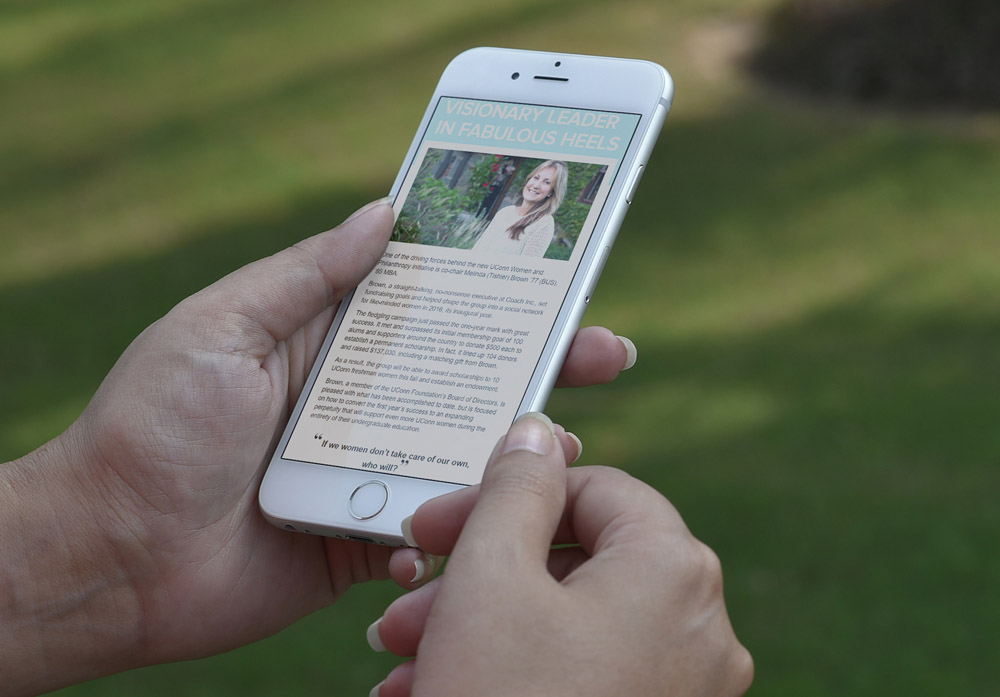 VISIONARY LEADER
IN FABULOUS HEELS
One of the driving forces behind the new UConn Women and
Philanthropy Initiative is co-chair Melinda (Tishler) Brown '77 (BUS),
85 MBA.
Brown, a straight-talking, no-nonsense executive at Coach Inc., set
fundraising goals and helped shape the group into a social network
for like-minded women in 2016, its inaugural year.
The fledgling campaign just passed the one-year mark with great
success. It met and surpassed its initial membership goal of 100
alums and supporters around the country to donate $500 each to
establish a permanent scholarship. In fact, it lined up 104 donors
and raised $137,030, including a matching gift from Brown.
As a result, the group will be able to award scholarships to 10
UConn freshman women this fall and establish an endowment.
Brown, a member of the UConn Foundation's Board of Directors, is
pleased with what has been accomplished to date, but is focused
on how to convert the first year's success to an expanding
perpetuity that will support even more UConn women during the
entirety of their undergraduate education.
“If we women don't take care of our own,
who will?”